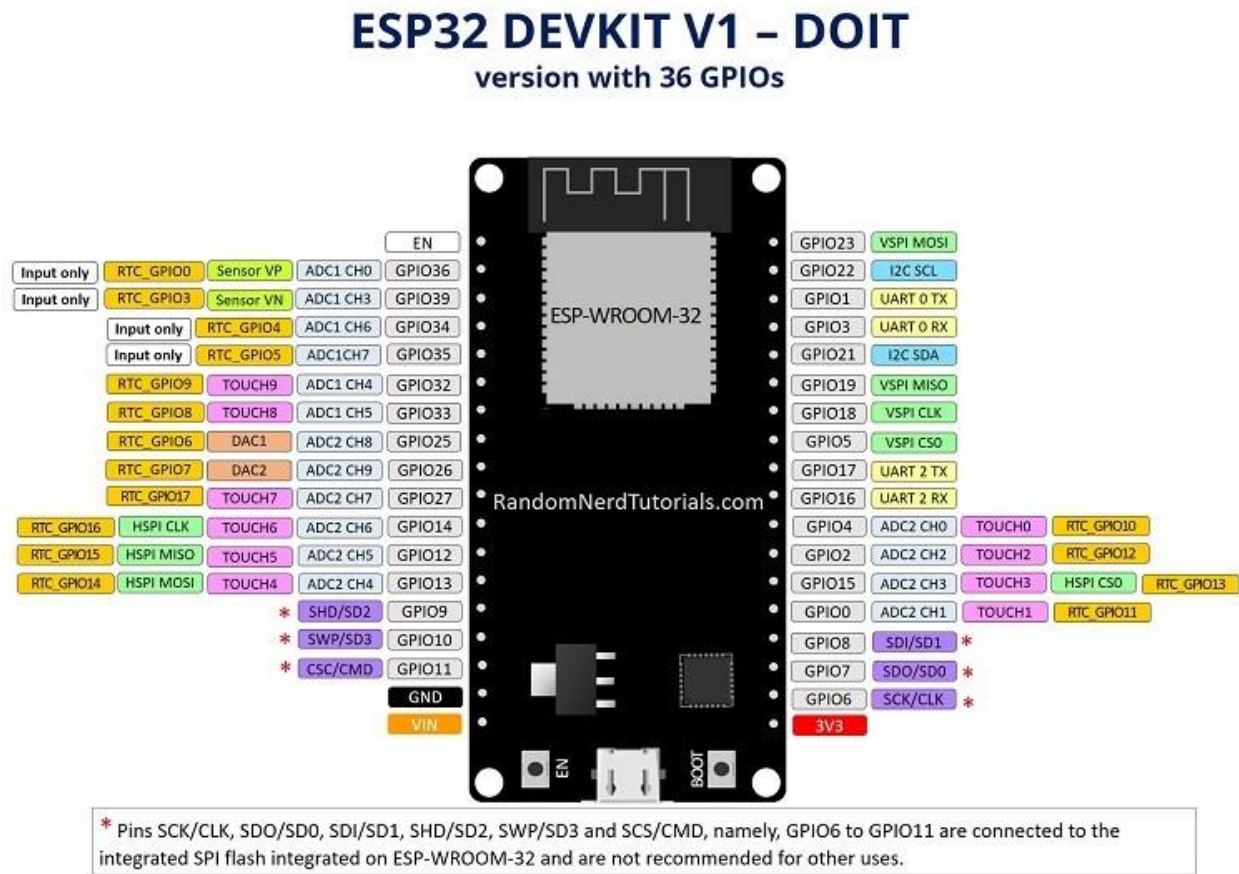 ESP32 DEVKIT V1 – DOIT
version with 36 GPIOs
EN
Input only RTC_GPIO0 Sensor VP ADC1 CH0 GPIO36
Input only RTC_GPIO3 Sensor VN ADC1 CH3 GPIO39
Input only RTC_GPIO4 ADC1 CH6 GPIO34
Input only RTC_GPIO5 ADC1CH7 GPIO35
RTC_GPIO9 TOUCH9 ADC1 CH4 GPIO32
RTC_GPIO8 TOUCH8 ADC1 CH5 GPIO33
RTC_GPIO6 DAC1 ADC2 CH8 GPIO25
RTC_GPIO7 DAC2 ADC2 CH9 GPIO26
RTC_GPIO17 TOUCH7 ADC2 CH7 GPIO27
RTC_GPIO16 HSPI CLK TOUCH6 ADC2 CH6 GPIO14
RTC_GPIO15 HSPI MISO TOUCH5 ADC2 CH5 GPIO12
RTC_GPIO14 HSPI MOSI TOUCH4 ADC2 CH4 GPIO13
* SHD/SD2 GPIO9
* SWP/SD3 GPIO10
* CSC/CMD GPIO11
GND
VIN
ESP-WROOM-32
RandomNerdTutorials.com
EN
BOOT
GPIO23 VSPI MOSI
GPIO22 I2C SCL
GPIO1 UART 0 TX
GPIO3 UART 0 RX
GPIO21 I2C SDA
GPIO19 VSPI MISO
GPIO18 VSPI CLK
GPIO5 VSPI CS0
GPIO17 UART 2 TX
GPIO16 UART 2 RX
GPIO4 ADC2 CH0 TOUCH0 RTC_GPIO10
GPIO2 ADC2 CH2 TOUCH2 RTC_GPIO12
GPIO15 ADC2 CH3 TOUCH3 HSPI CS0 RTC_GPIO13
GPIO0 ADC2 CH1 TOUCH1 RTC_GPIO11
GPIO8 SDI/SD1 *
GPIO7 SDO/SD0 *
GPIO6 SCK/CLK *
3V3
* Pins SCK/CLK, SDO/SD0, SDI/SD1, SHD/SD2, SWP/SD3 and SCS/CMD, namely, GPIO6 to GPIO11 are connected to the
integrated SPI flash integrated on ESP-WROOM-32 and are not recommended for other uses.